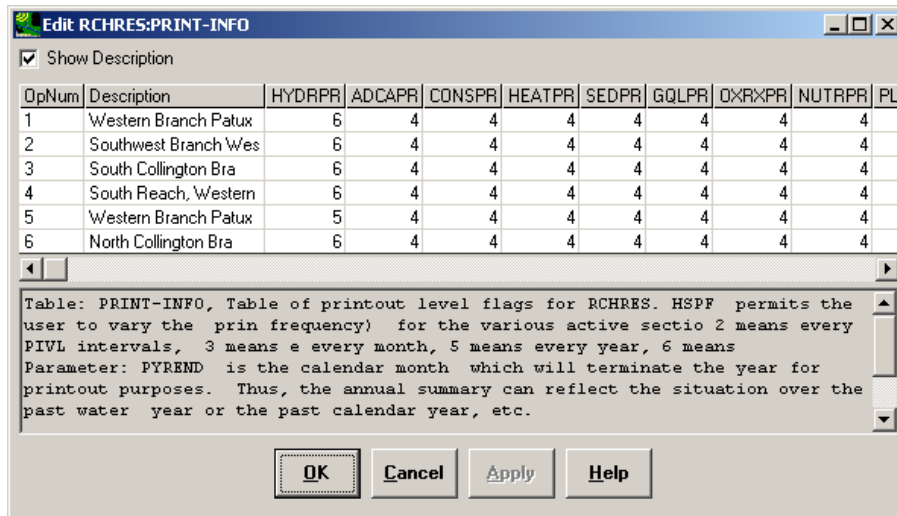 Edit RCHRES:PRINT-INFO
Show Description
OpNum Description HYDRPR ADCAPR CONSPR HEATPR SEDPR GQLPR OXRXPR NUTRPR PL
1 Western Branch Patux 6 4 4 4 4 4 4 4
2 Southwest Branch Wes 6 4 4 4 4 4 4 4
3 South Collington Bra 6 4 4 4 4 4 4 4
4 South Reach, Western 6 4 4 4 4 4 4 4
5 Western Branch Patux 5 4 4 4 4 4 4 4
6 North Collington Bra 6 4 4 4 4 4 4 4
Table: PRINT-INFO, Table of printout level flags for RCHRES. HSPF permits the
user to vary the prin frequency) for the various active sectio 2 means every
PIVL intervals, 3 means e every month, 5 means every year, 6 means
Parameter: PYREND is the calendar month which will terminate the year for
printout purposes. Thus, the annual summary can reflect the situation over the
past water year or the past calendar year, etc.
OK Cancel Apply Help